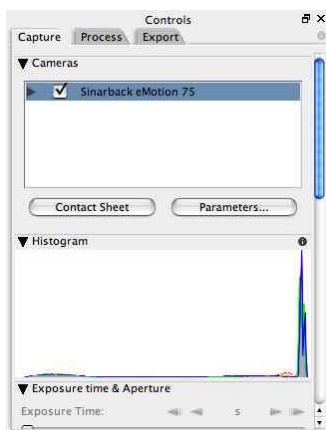 Controls
Capture Process Export
Cameras
Sinarback eMotion 75
Contact Sheet Parameters...
Histogram
Exposure time & Aperture
Exposure Time: s